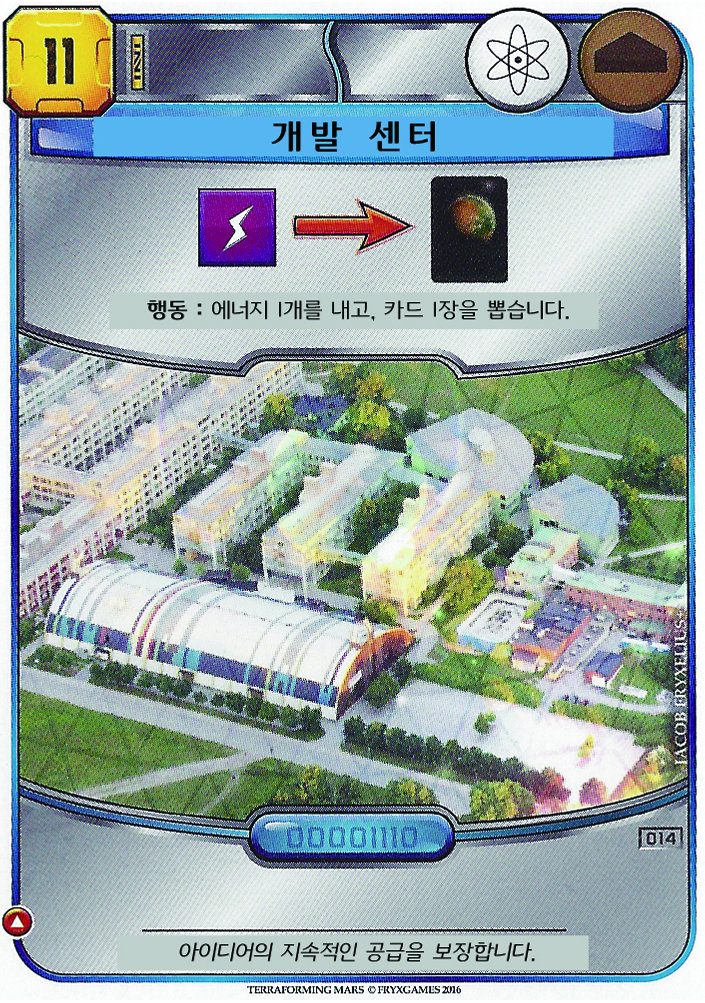 11
개발 센터
행동 : 에너지 1개를 내고, 카드 1장을 뽑습니다.
JACOB FRYXELIUS
00001110
014
아이디어의 지속적인 공급을 보장합니다.
TERRAFORMING MARS © FRYXGAMES 2016